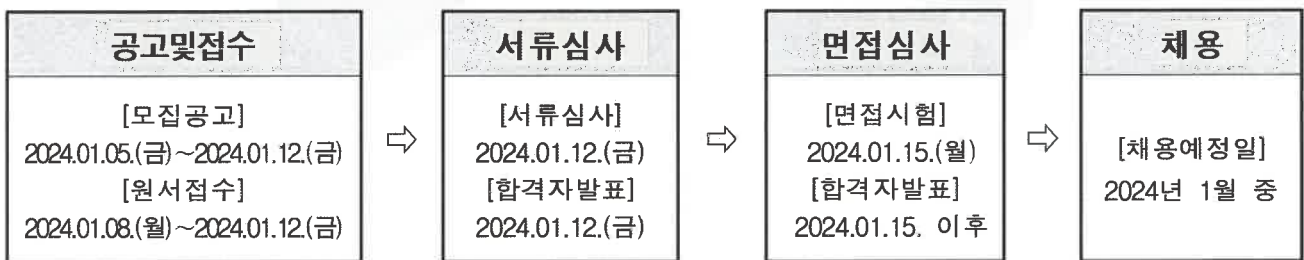 공고및접수
[모집공고]
2024.01.05.(금)~2024.01.12.(금)
[원서접수]
2024.01.08.(월)~2024.01.12.(금)
서류심사
[서류심사]
2024.01.12.(금)
[합격자발표]
2024.01.12.(금)
면접심사
[면접시험]
2024.01.15.(월)
[합격자발표]
2024.01.15. 이후
채용
[채용예정일]
2024년 1월 중